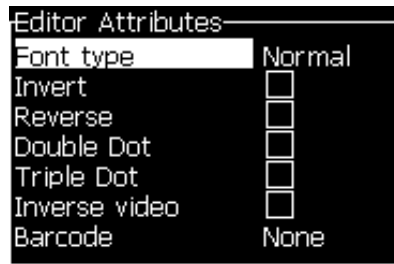 Editor Attributes
Font type Normal
Invert
Reverse
Double Dot
Triple Dot
Inverse video
Barcode None